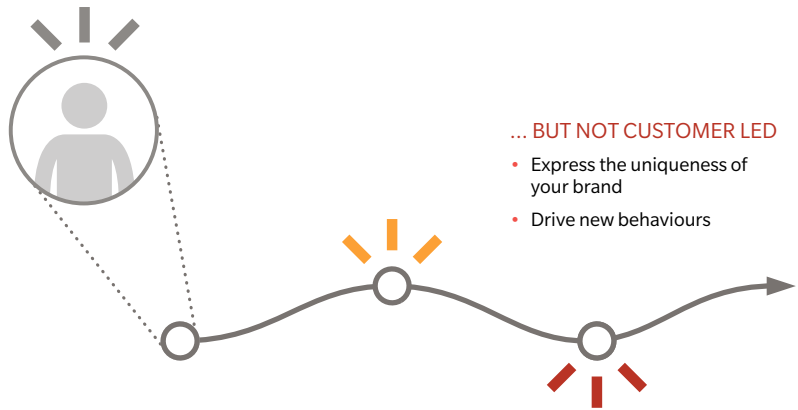 ... BUT NOT CUSTOMER LED
• Express the uniqueness of
your brand
• Drive new behaviours